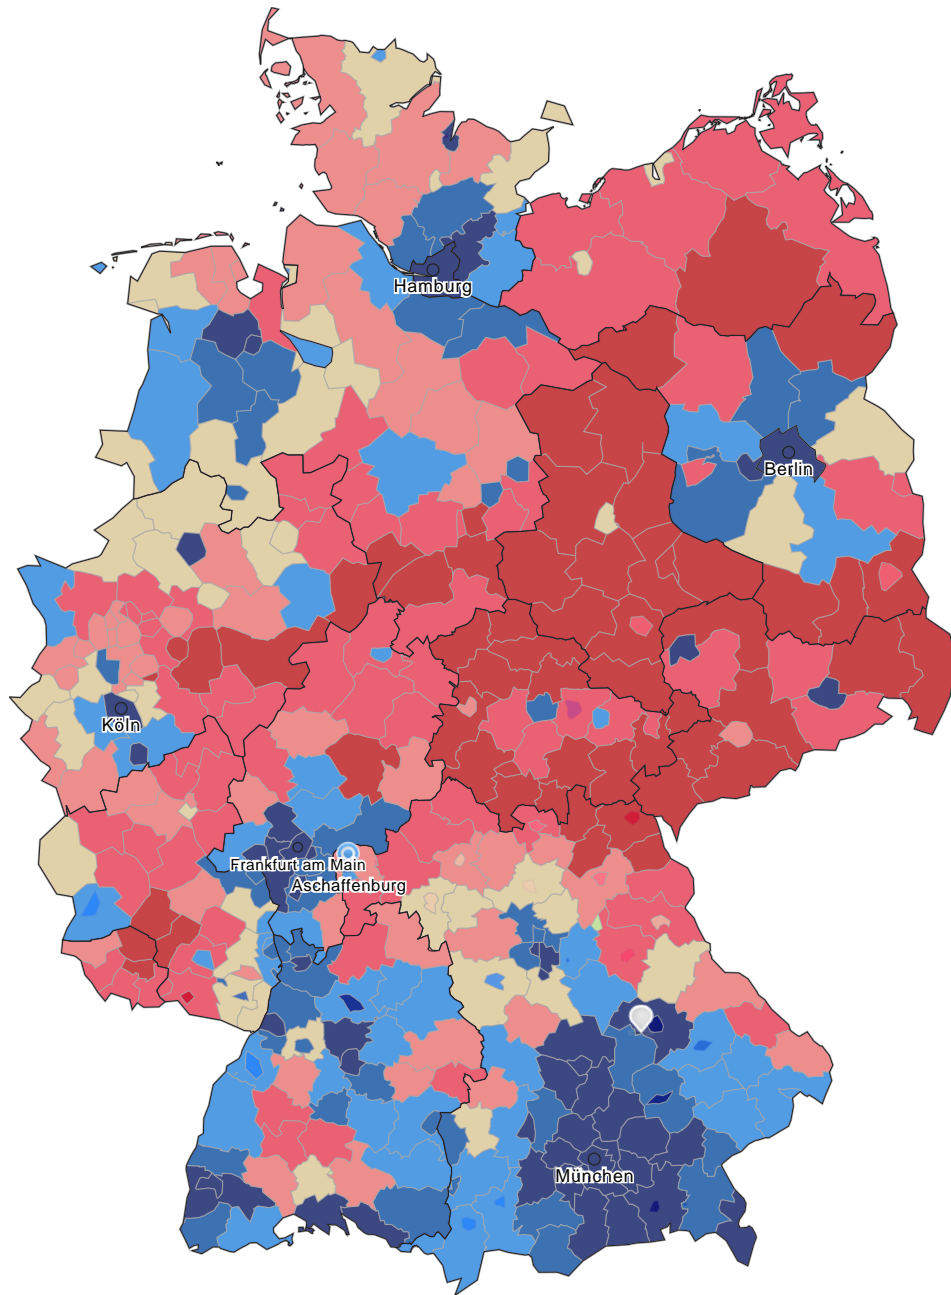 Hamburg
Berlin
Köln
Frankfurt am Main
Aschaffenburg
München